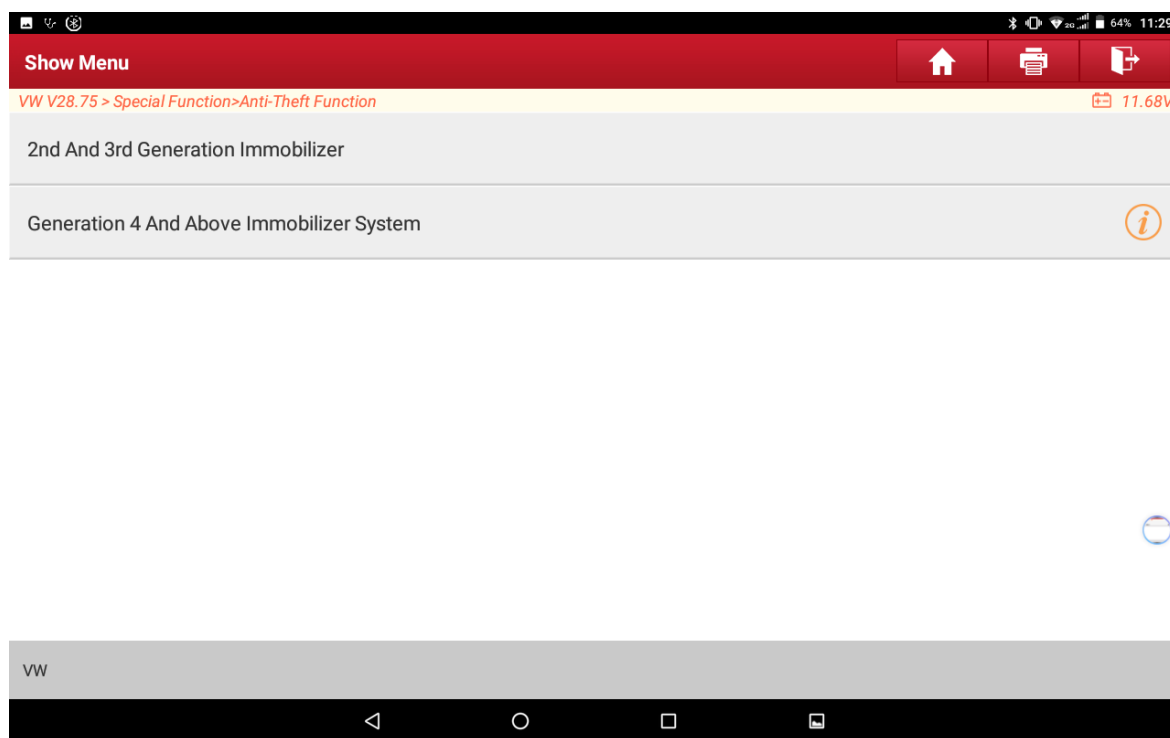 2G 64% 11:29
Show Menu
VW V28.75 > Special Function>Anti-Theft Function 11.68V
2nd And 3rd Generation Immobilizer
Generation 4 And Above Immobilizer System
i
VW